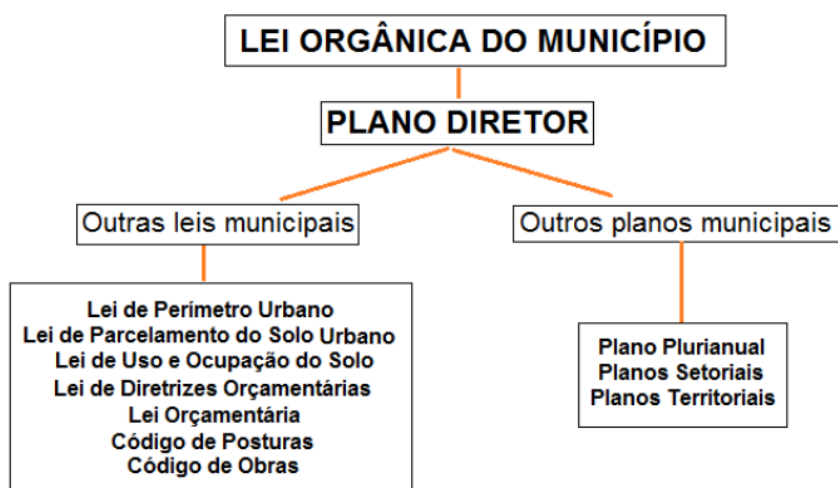 LEI ORGÂNICA DO MUNICÍPIO
PLANO DIRETOR
Outras leis municipais
Outros planos municipais
Lei de Perímetro Urbano
Lei de Parcelamento do Solo Urbano
Lei de Uso e Ocupação do Solo
Lei de Diretrizes Orçamentárias
Lei Orçamentária
Código de Posturas
Código de Obras
Plano Plurianual
Planos Setoriais
Planos Territoriais